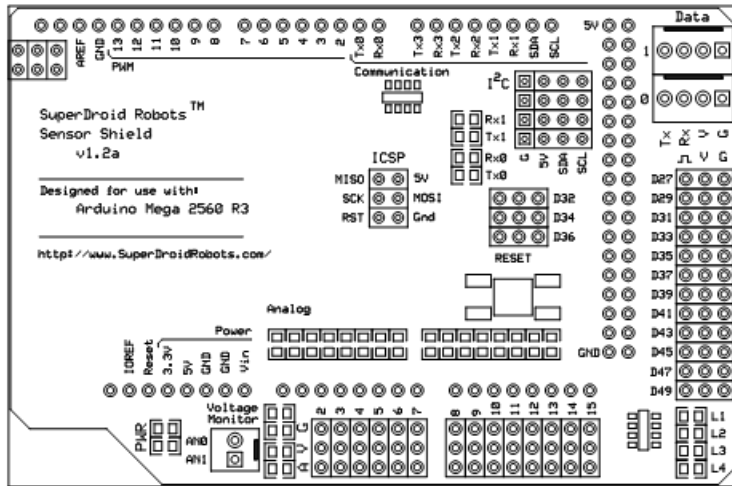 5V
Data
AREF
GND
13
12
11
10
9
8
7
6
5
4
3
2
Tx0
Rx0
Tx3
Rx3
Tx2
Rx2
Tx1
Rx1
SDA
SCL
PWM
Communication
1
0
I²C
G
5V
SDA
SCL
Tx
Rx
V
G
V
G
SuperDroid Robots™
Sensor Shield
v1.2a
Rx1
Tx1
Rx0
Tx0
ICSP
MISO
5V
SCK
MOSI
RST
Gnd
Designed for use with:
Arduino Mega 2560 R3
http://www.SuperDroidRobots.com/
D32
D34
D36
RESET
D27
D29
D31
D33
D35
D37
D39
D41
D43
D45
D47
D49
GND
Analog
Power
IOREF
Reset
3.3V
5V
GND
GND
Vin
PWR
Voltage
Monitor
AN0
AN1
G
V
A
2
3
4
5
6
7
8
9
10
11
12
13
14
15
L1
L2
L3
L4